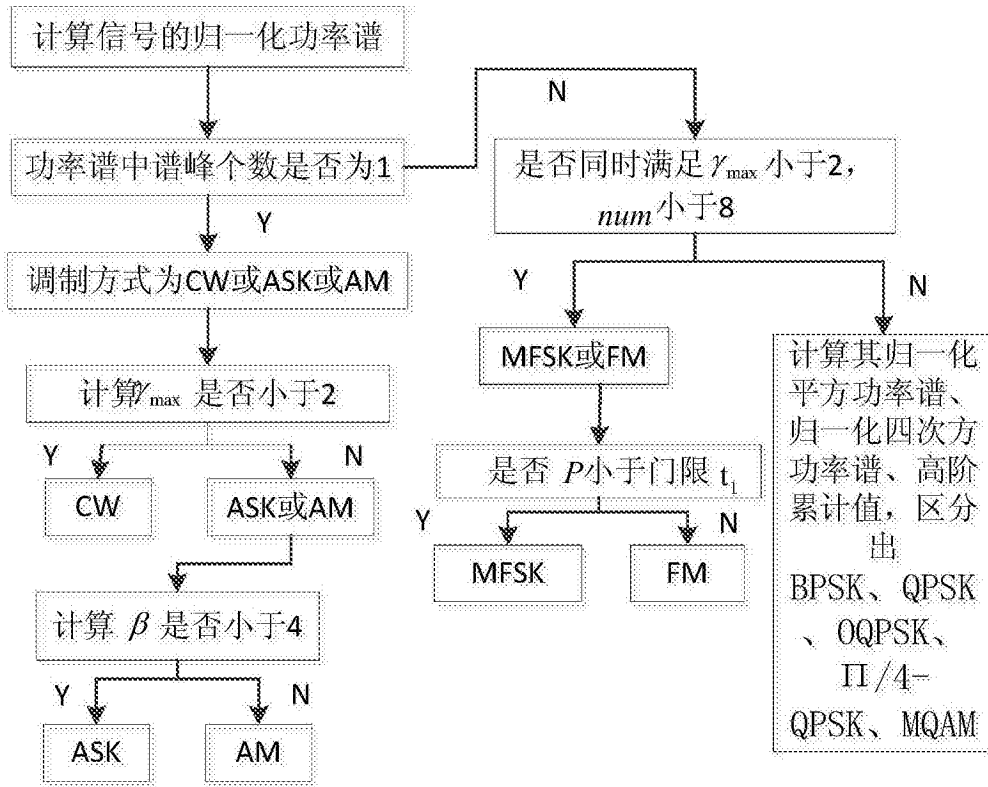 计算信号的归一化功率谱
功率谱中谱峰个数是否为1
N
是否同时满足γmax小于2，
num小于8
Y
调制方式为CW或ASK或AM
Y
N
计算γmax 是否小于2
MFSK或FM
计算其归一化
平方功率谱、
归一化四次方
功率谱、高阶
累计值，区分
出
BPSK、QPSK
、OQPSK、
Π/4-
QPSK、MQAM
Y
N
CW
ASK或AM
是否 P小于门限 t1
Y
N
MFSK
FM
计算 β 是否小于4
Y
N
ASK
AM